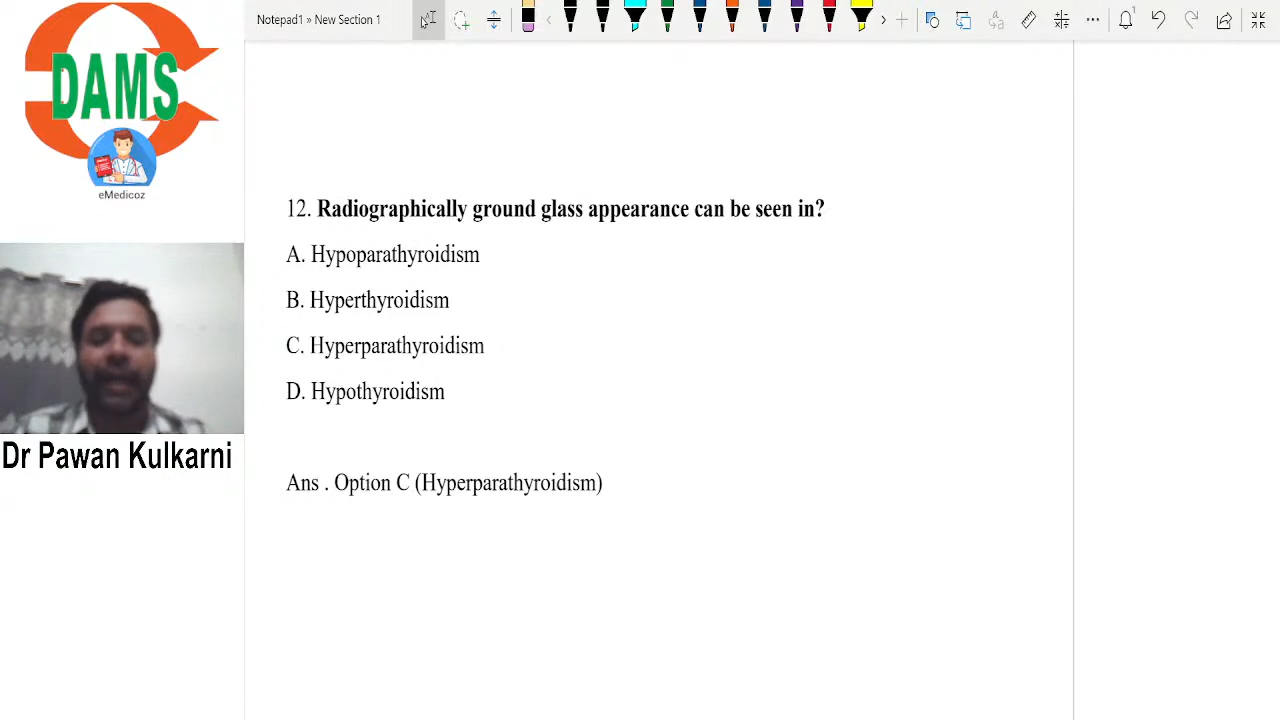 Notepad1 » New Section 1
DAMS
eMedicoz
12. Radiographically ground glass appearance can be seen in?
A. Hypoparathyroidism
B. Hyperthyroidism
C. Hyperparathyroidism
D. Hypothyroidism
Dr Pawan Kulkarni
Ans . Option C (Hyperparathyroidism)